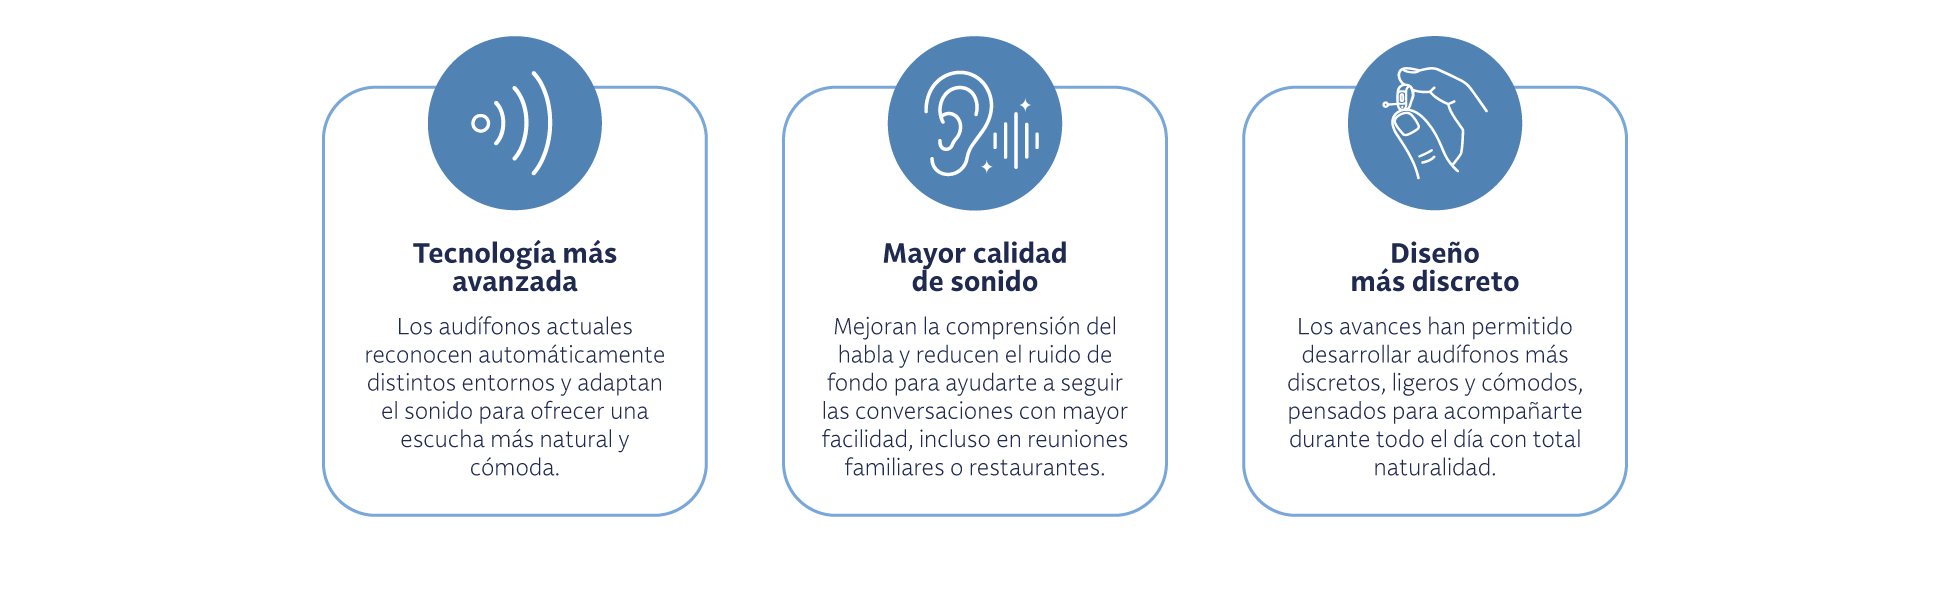 Tecnología más
avanzada
Los audífonos actuales
reconocen automáticamente
distintos entornos y adaptan
el sonido para ofrecer una
escucha más natural y
cómoda.
Mayor calidad
de sonido
Mejoran la comprensión del
habla y reducen el ruido de
fondo para ayudarte a seguir
las conversaciones con mayor
facilidad, incluso en reuniones
familiares o restaurantes.
Diseño
más discreto
Los avances han permitido
desarrollar audífonos más
discretos, ligeros y cómodos,
pensados para acompañarte
durante todo el día con total
naturalidad.